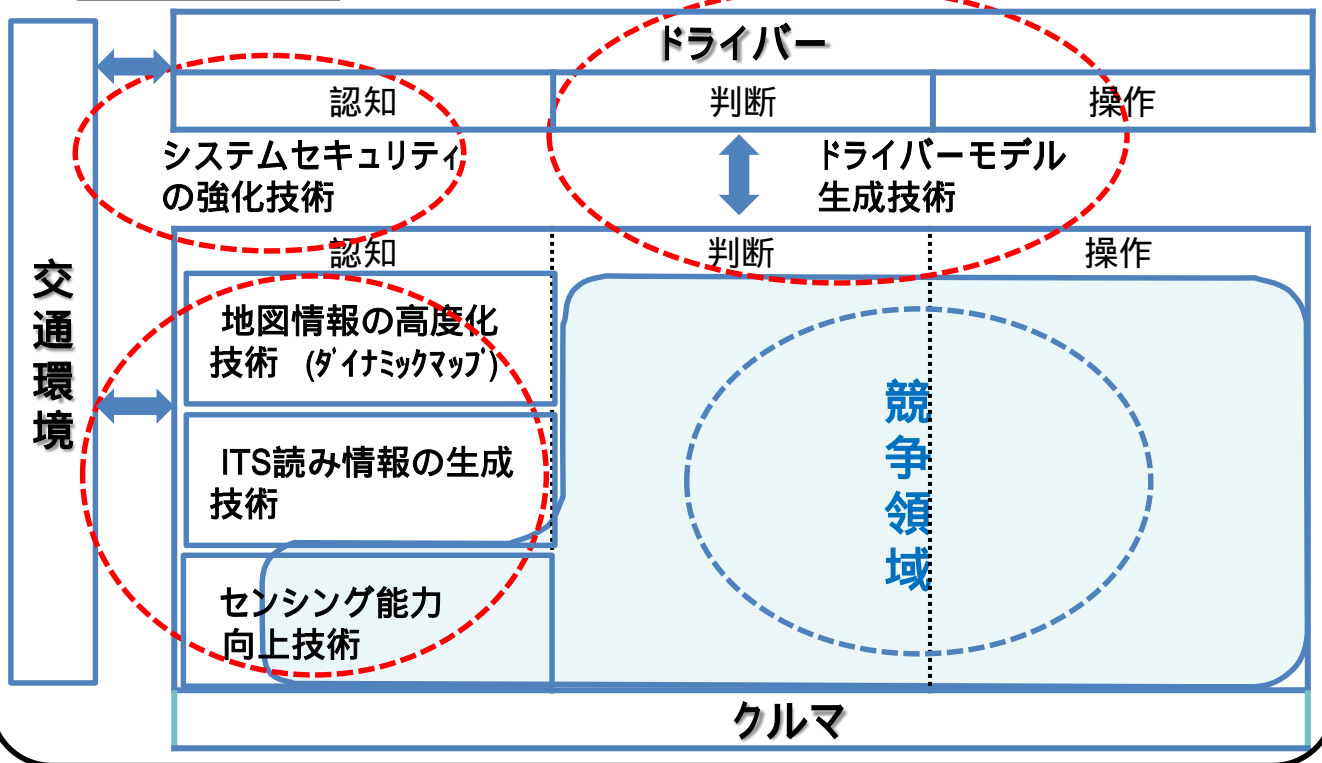 ドライバー
認知
判断
操作
システムセキュリティ
の強化技術
ドライバーモデル
生成技術
交通環境
認知
判断
操作
地図情報の高度化
技術 (ダイナミックマップ)
ITS読み情報の生成
技術
センシング能力
向上技術
競争領域
クルマ